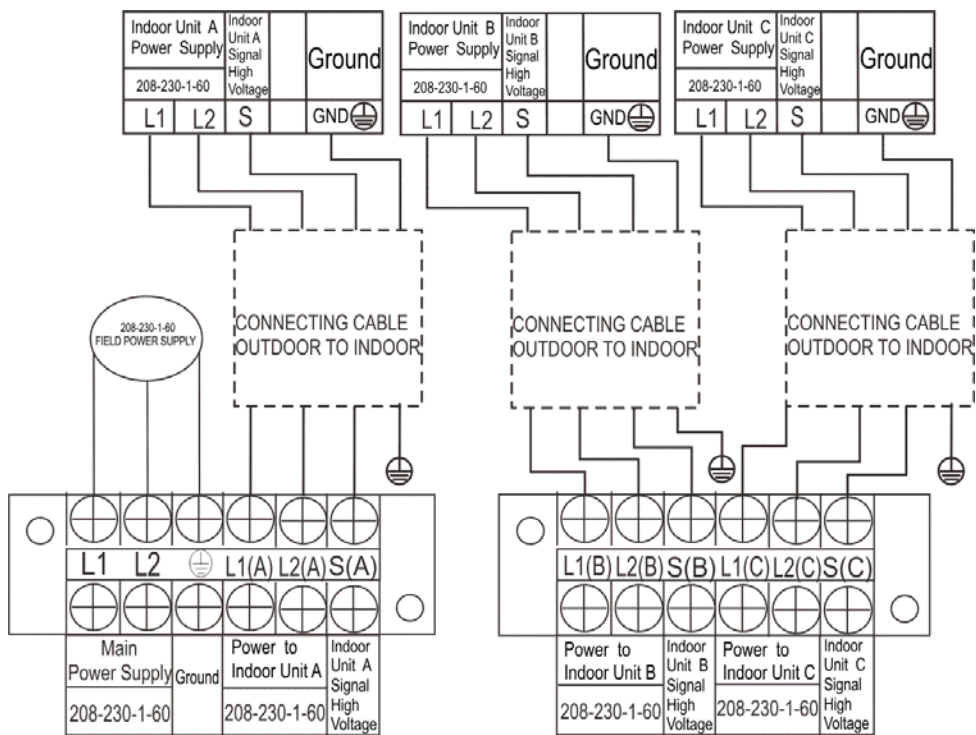 Indoor Unit A
Power Supply
208-230-1-60
Indoor
Unit A
Signal
High
Voltage
Ground
L1 L2 S GND
Indoor Unit B
Power Supply
208-230-1-60
Indoor
Unit B
Signal
High
Voltage
Ground
L1 L2 S GND
Indoor Unit C
Power Supply
208-230-1-60
Indoor
Unit C
Signal
High
Voltage
Ground
L1 L2 S GND
208-230-1-60
FIELD POWER SUPPLY
CONNECTING CABLE
OUTDOOR TO INDOOR
CONNECTING CABLE
OUTDOOR TO INDOOR
CONNECTING CABLE
OUTDOOR TO INDOOR
L1 L2 L1(A) L2(A) S(A)
Main
Power Supply
208-230-1-60
Ground
Power to
Indoor Unit A
208-230-1-60
Indoor
Unit A
Signal
High
Voltage
L1(B) L2(B) S(B) L1(C) L2(C) S(C)
Power to
Indoor Unit B
208-230-1-60
Indoor
Unit B
Signal
High
Voltage
Power to
Indoor Unit C
208-230-1-60
Indoor
Unit C
Signal
High
Voltage